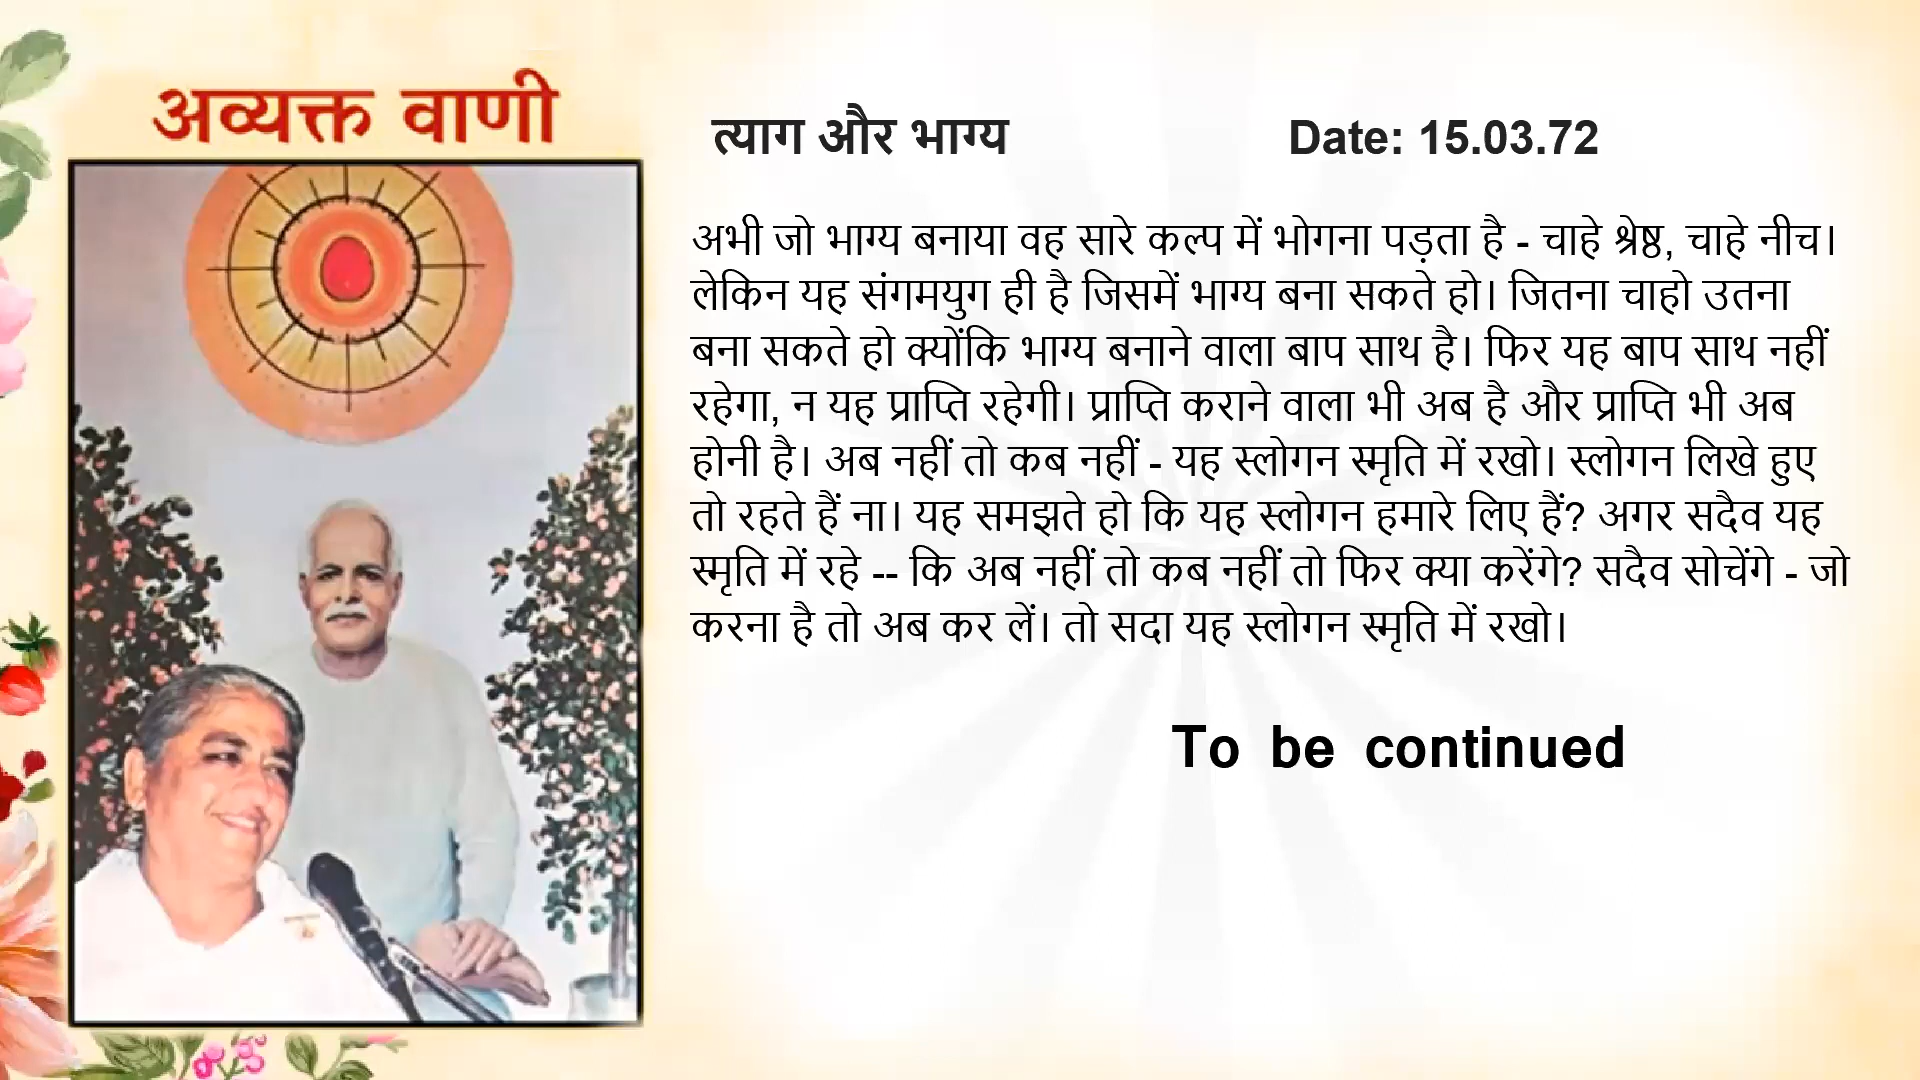 अव्यक्त वाणी
त्याग और भाग्य Date: 15.03.72
अभी जो भाग्य बनाया वह सारे कल्प में भोगना पड़ता है - चाहे श्रेष्ठ, चाहे नीच।
लेकिन यह संगमयुग ही है जिसमें भाग्य बना सकते हो। जितना चाहो उतना
बना सकते हो क्योंकि भाग्य बनाने वाला बाप साथ है। फिर यह बाप साथ नहीं
रहेगा, न यह प्राप्ति रहेगी। प्राप्ति कराने वाला भी अब है और प्राप्ति भी अब
होनी है। अब नहीं तो कब नहीं - यह स्लोगन स्मृति में रखो। स्लोगन लिखे हुए
तो रहते हैं ना। यह समझते हो कि यह स्लोगन हमारे लिए हैं? अगर सदैव यह
स्मृति में रहे -- कि अब नहीं तो कब नहीं तो फिर क्या करेंगे? सदैव सोचेंगे - जो
करना है तो अब कर लें। तो सदा यह स्लोगन स्मृति में रखो।
To be continued